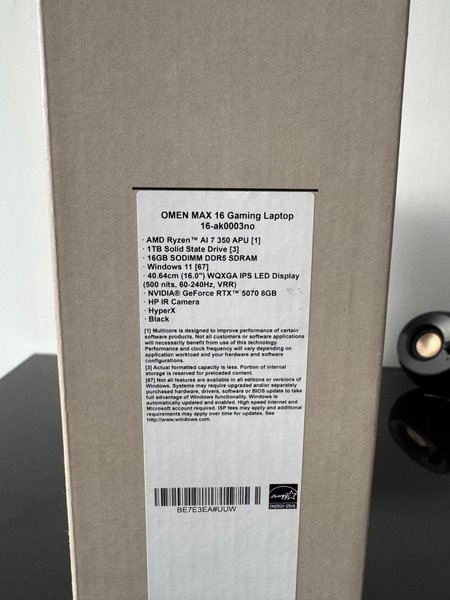 OMEN MAX 16 Gaming Laptop
16-ak0003no
· AMD Ryzen™ AI 7 350 APU [1]
· 1TB Solid State Drive [3]
· 16GB SODIMM DDR5 SDRAM
· Windows 11 [67]
· 40.64cm (16.0") WQXGA IPS LED Display
(500 nits, 60-240Hz, VRR)
· NVIDIA® GeForce RTX™ 5070 8GB
· HP IR Camera
· HyperX
· Black
[1] Multicore is designed to improve performance of certain
software products. Not all customers or software applications
will necessarily benefit from use of this technology.
Performance and clock frequency will vary depending on
application workload and your hardware and software
configurations.
[3] Actual formatted capacity is less. Portion of internal
storage is reserved for preloaded content.
[67] Not all features are available in all editions or versions of
Windows. Systems may require upgraded and/or separately
purchased hardware, drivers, software or BIOS update to take
full advantage of Windows functionality. Windows is
automatically updated and enabled. High speed internet and
Microsoft account required. ISP fees may apply and additional
requirements may apply over time for updates. See
http://www.windows.com.
BE7E3EA#UUW
energy
ENERGY STAR